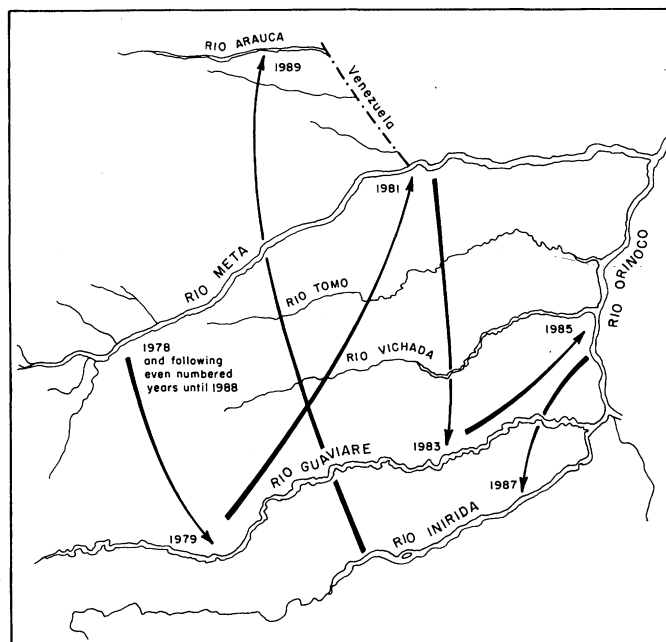 RIO ARAUCA
1989
Venezuela
1981
RIO META
RIO TOMO
RIO ORINOCO
1985
1978
and following
even numbered
years until 1988
RIO VICHADA
1983
RIO GUAVIARE
1987
1979
RIO INIRIDA